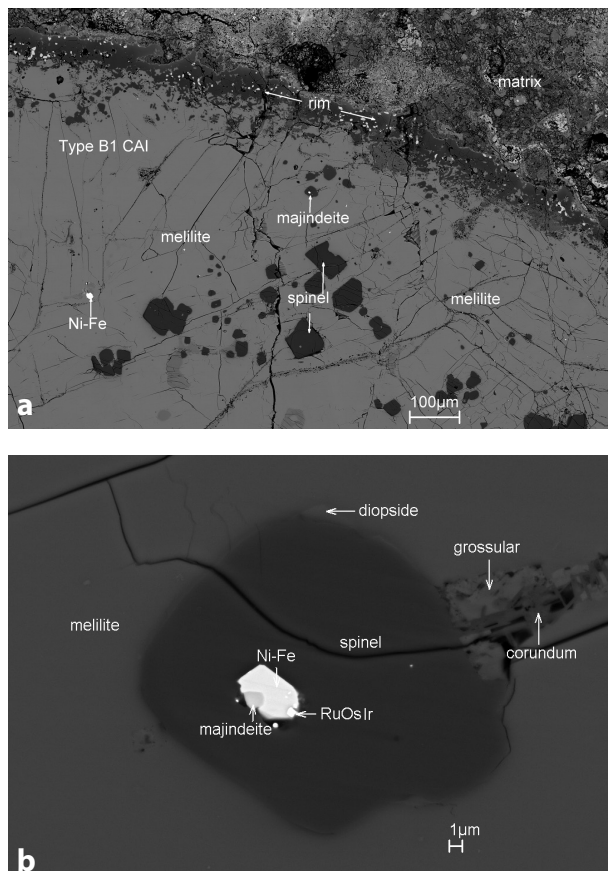 matrix
rim
Type B1 CAI
majindeite
melilite
spinel
melilite
Ni-Fe
100µm
a
diopside
grossular
melilite
spinel
corundum
Ni-Fe
RuOsIr
majindeite
1µm
b